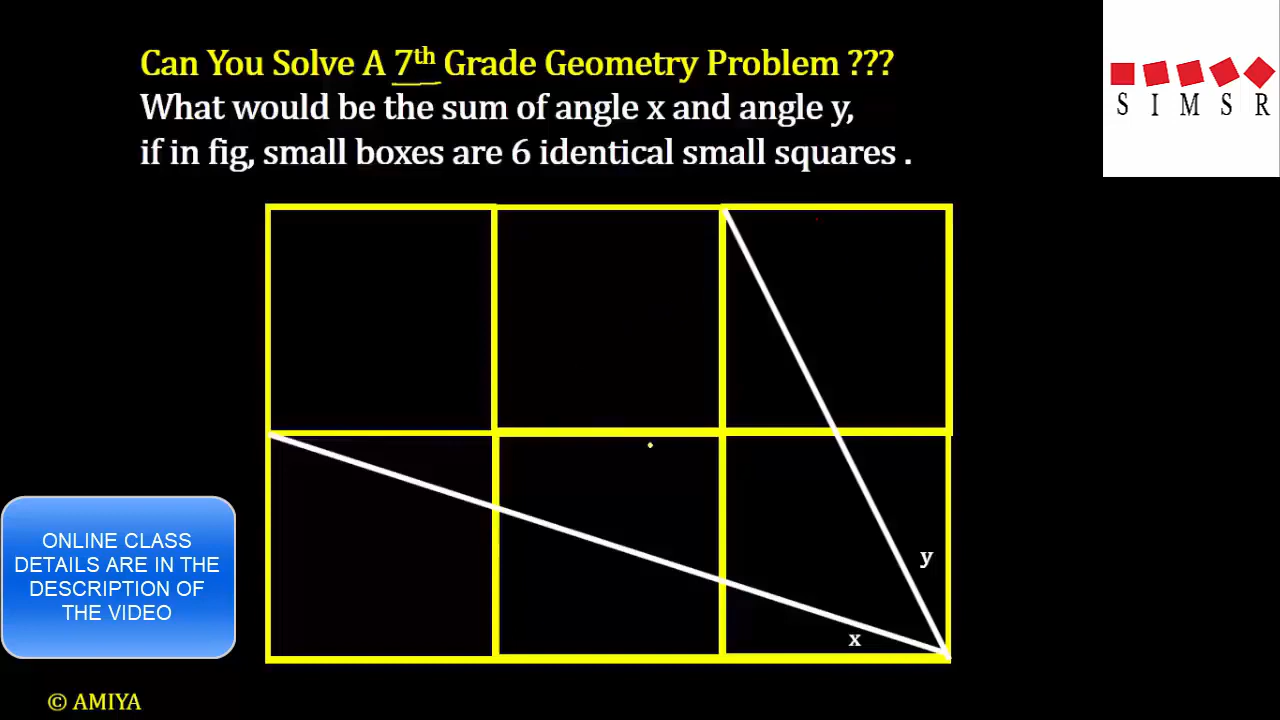 Can You Solve A 7th Grade Geometry Problem ???
What would be the sum of angle x and angle y,
if in fig, small boxes are 6 identical small squares .
S I M S R
y
x
ONLINE CLASS
DETAILS ARE IN THE
DESCRIPTION OF
THE VIDEO
© AMIYA